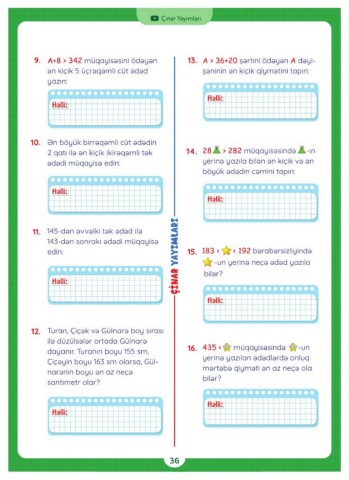 Çınar Yayımları
9. A+8 > 342 müqayisəsini ödəyən
ən kiçik 5 üçrəqəmli cüt ədəd
yazın:
Həlli:
10. Ən böyük birrəqəmli cüt ədədin
2 qatı ilə ən kiçik ikirəqəmli tək
ədədi müqayisə edin:
Həlli:
11. 145-dən əvvəlki tək ədəd ilə
143-dən sonrakı ədədi müqayisə
edin:
Həlli:
12. Turan, Çiçək və Gülnarə boy sırası
ilə düzülsələr ortada Gülnarə
dayanır. Turanın boyu 155 sm,
Çiçəyin boyu 163 sm olarsa, Gül-
narənin boyu ən az neçə
santimetr olar?
Həlli:
ÇINAR YAYIMLARI
13. A > 36+20 şərtini ödəyən A dəyi-
şəninin ən kiçik qiymətini tapın:
Həlli:
14. 28 > 282 müqayisəsində -ın
yerinə yazıla bilən ən kiçik və ən
böyük ədədin cəmini tapın:
Həlli:
15. 183 < < 192 bərabərsizliyində
-un yerinə neçə ədəd yazıla
bilər?
Həlli:
16. 435 < müqayisəsində -un
yerinə yazılan ədədlərdə onluq
mərtəbə qiyməti ən az neçə ola
bilər?
Həlli:
36